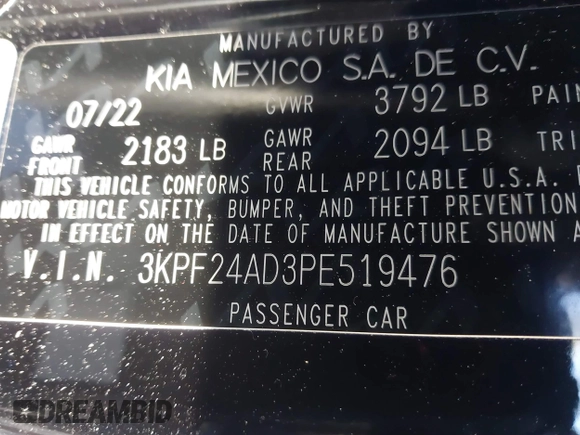 MANUFACTURED BY
KIA MEXICO S.A. DE C.V.
07/22 GVWR 3792 LB
GAWR FRONT 2183 LB GAWR REAR 2094 LB
THIS VEHICLE CONFORMS TO ALL APPLICABLE U.S.A.
MOTOR VEHICLE SAFETY, BUMPER, AND THEFT PREVENTION
IN EFFECT ON THE DATE OF MANUFACTURE SHOWN
V.I.N. 3KPF24AD3PE519476
PASSENGER CAR
DREAMBID